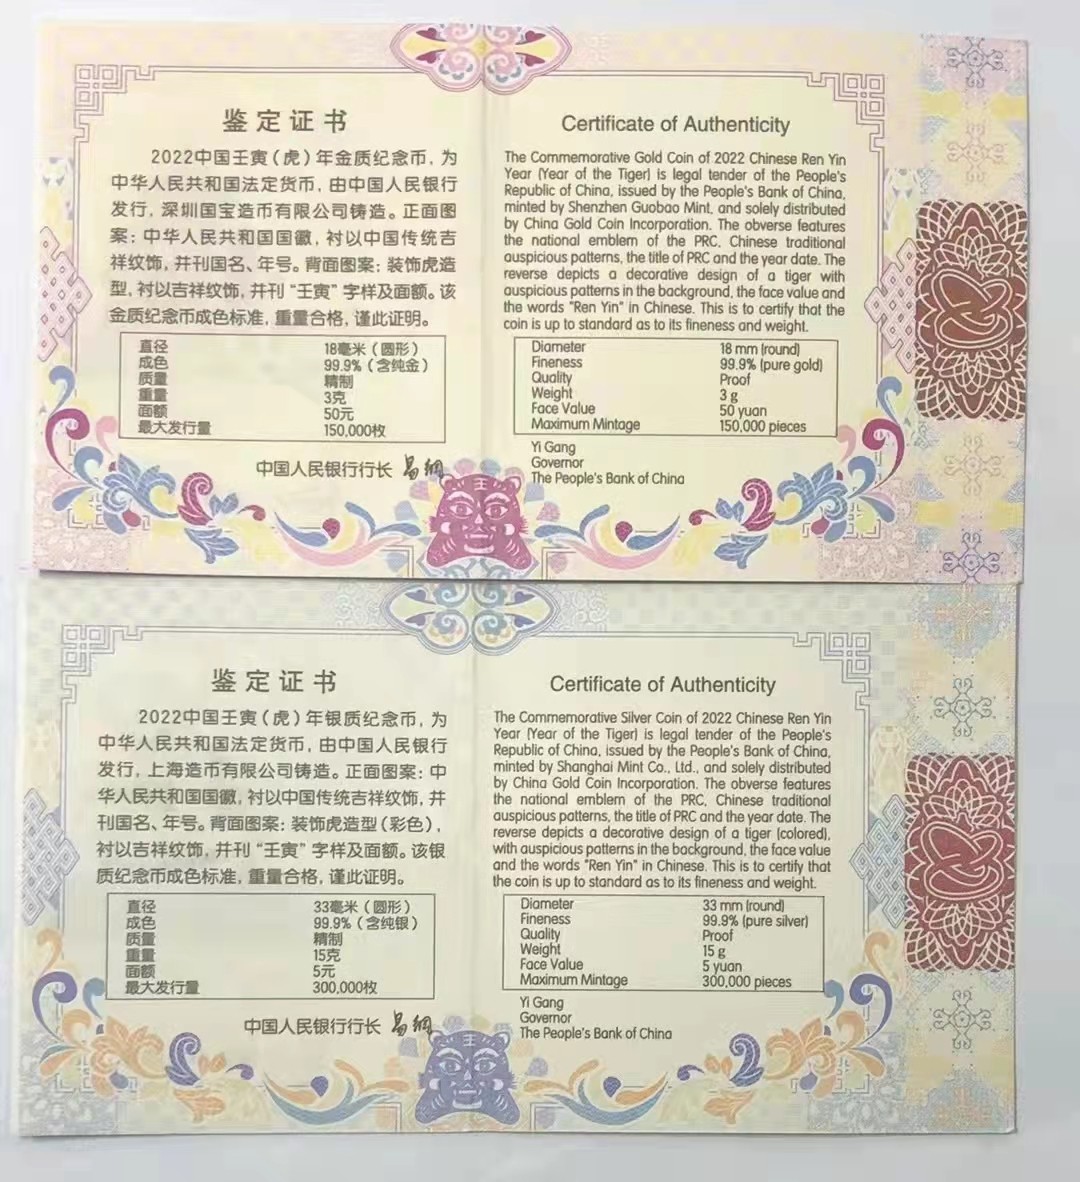 鉴定证书
2022中国壬寅（虎）年金质纪念币，为
中华人民共和国法定货币，由中国人民银行
发行，深圳国宝造币有限公司铸造。正面图
案：中华人民共和国国徽，衬以中国传统吉
祥纹饰，并刊国名、年号。背面图案：装饰虎造
型，衬以吉祥纹饰，并刊“壬寅”字样及面额。该
金质纪念币成色标准，重量合格，谨此证明。
直径 18毫米（圆形）
成色 99.9%（含纯金）
质量 精制
重量 3克
面额 50元
最大发行量 150,000枚
中国人民银行行长 易纲
Certificate of Authenticity
The Commemorative Gold Coin of 2022 Chinese Ren Yin
Year (Year of the Tiger) is legal tender of the People's
Republic of China, issued by the People's Bank of China,
minted by Shenzhen Guobao Mint, and solely distributed
by China Gold Coin Incorporation. The obverse features
the national emblem of the PRC, Chinese traditional
auspicious patterns, the title of PRC and the year date. The
reverse depicts a decorative design of a tiger with
auspicious patterns in the background, the face value and
the words "Ren Yin" in Chinese. This is to certify that the
coin is up to standard as to its fineness and weight.
Diameter 18 mm (round)
Fineness 99.9% (pure gold)
Quality Proof
Weight 3 g
Face Value 50 yuan
Maximum Mintage 150,000 pieces
Yi Gang
Governor
The People's Bank of China
鉴定证书
2022中国壬寅（虎）年银质纪念币，为
中华人民共和国法定货币，由中国人民银行
发行，上海造币有限公司铸造。正面图案：中
华人民共和国国徽，衬以中国传统吉祥纹饰，并
刊国名、年号。背面图案：装饰虎造型（彩色），
衬以吉祥纹饰，并刊“壬寅”字样及面额。该银
质纪念币成色标准，重量合格，谨此证明。
直径 33毫米（圆形）
成色 99.9%（含纯银）
质量 精制
重量 15克
面额 5元
最大发行量 300,000枚
中国人民银行行长 易纲
Certificate of Authenticity
The Commemorative Silver Coin of 2022 Chinese Ren Yin
Year (Year of the Tiger) is legal tender of the People's
Republic of China, issued by the People's Bank of China,
minted by Shanghai Mint Co., Ltd., and solely distributed
by China Gold Coin Incorporation. The obverse features
the national emblem of the PRC, Chinese traditional
auspicious patterns, the title of PRC and the year date. The
reverse depicts a decorative design of a tiger (colored),
with auspicious patterns in the background, the face value
and the words "Ren Yin" in Chinese. This is to certify that
the coin is up to standard as to its fineness and weight.
Diameter 33 mm (round)
Fineness 99.9% (pure silver)
Quality Proof
Weight 15 g
Face Value 5 yuan
Maximum Mintage 300,000 pieces
Yi Gang
Governor
The People's Bank of China